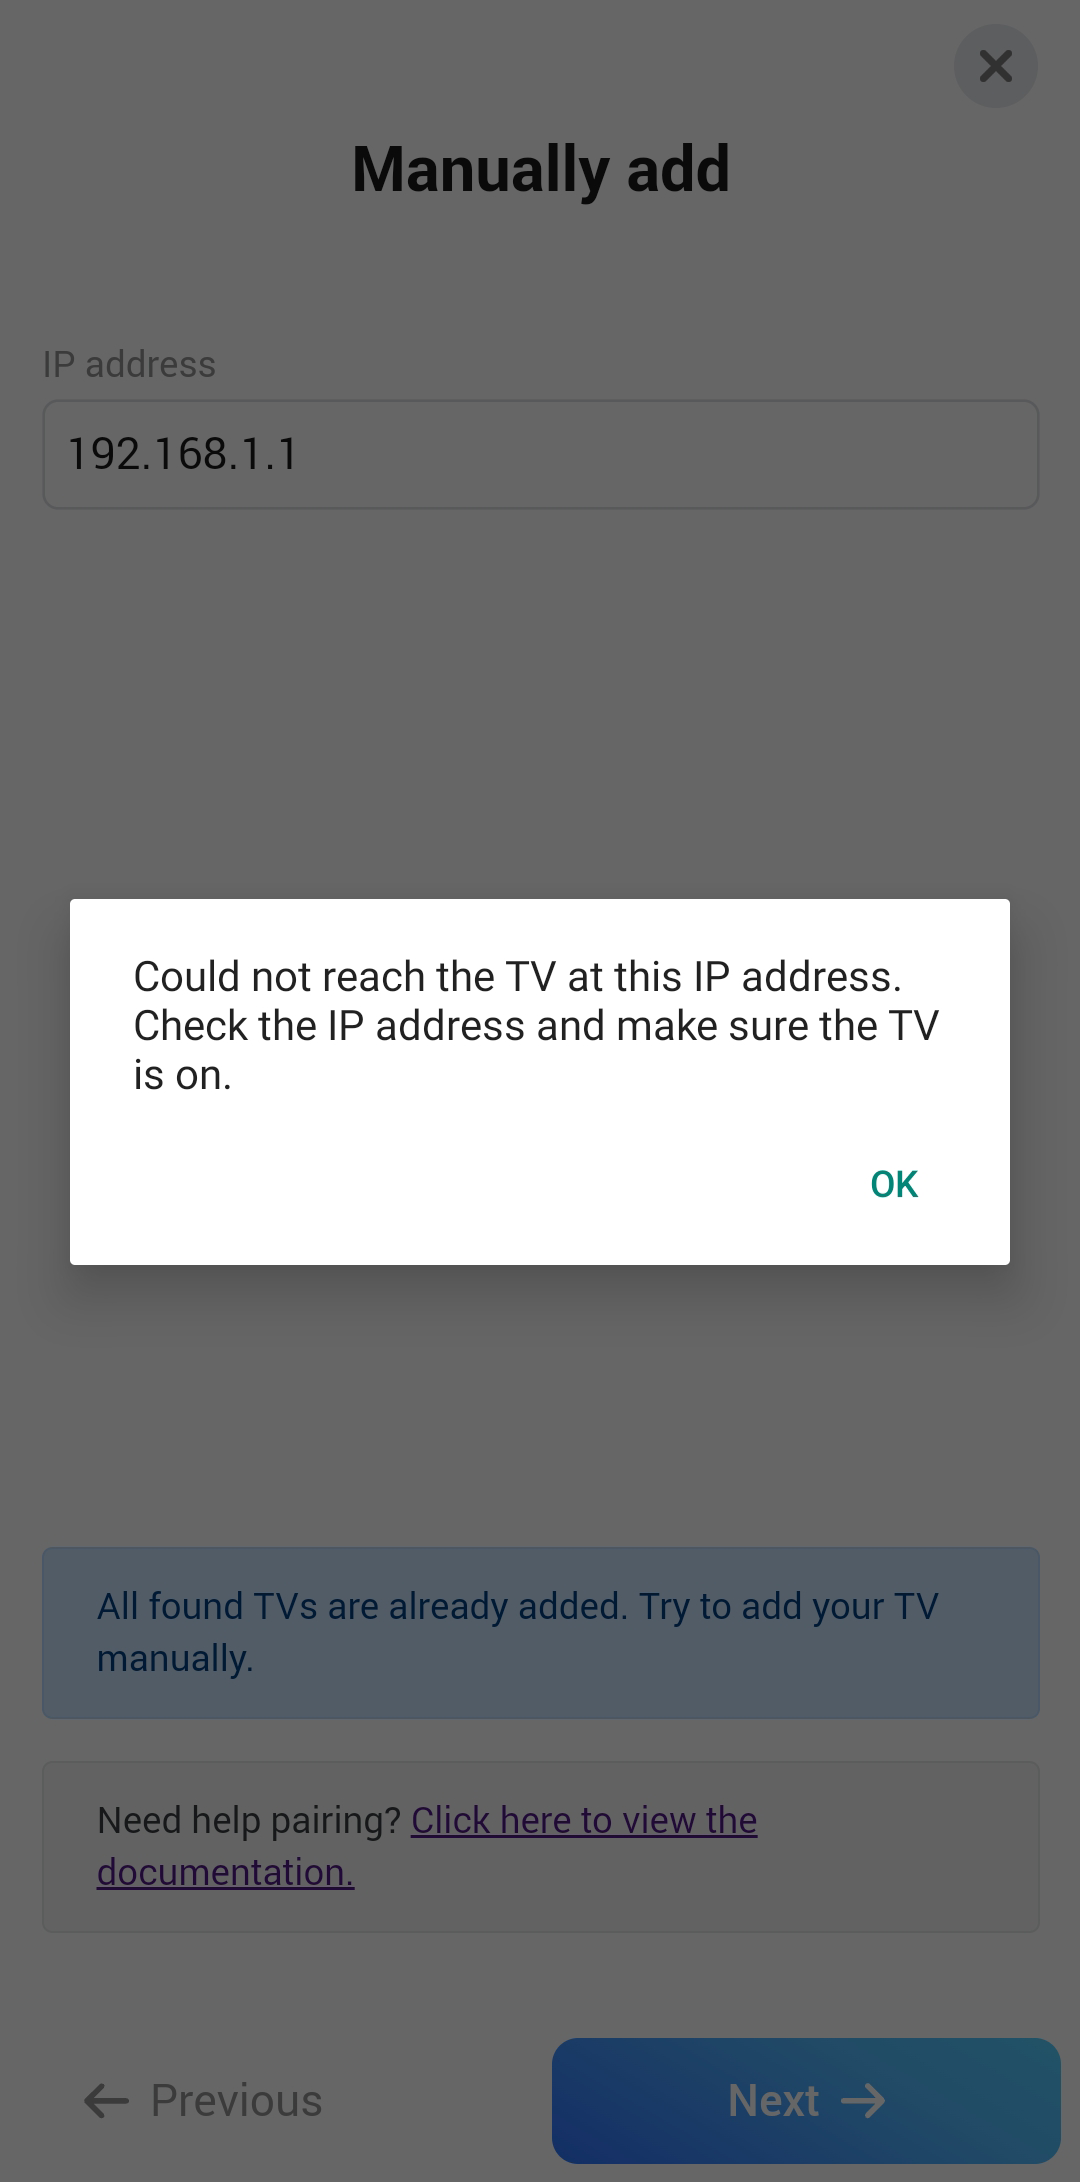 Manually add
IP address
192.168.1.1
Could not reach the TV at this IP address.
Check the IP address and make sure the TV
is on.
OK
All found TVs are already added. Try to add your TV
manually.
Need help pairing? Click here to view the
documentation.
Previous
Next